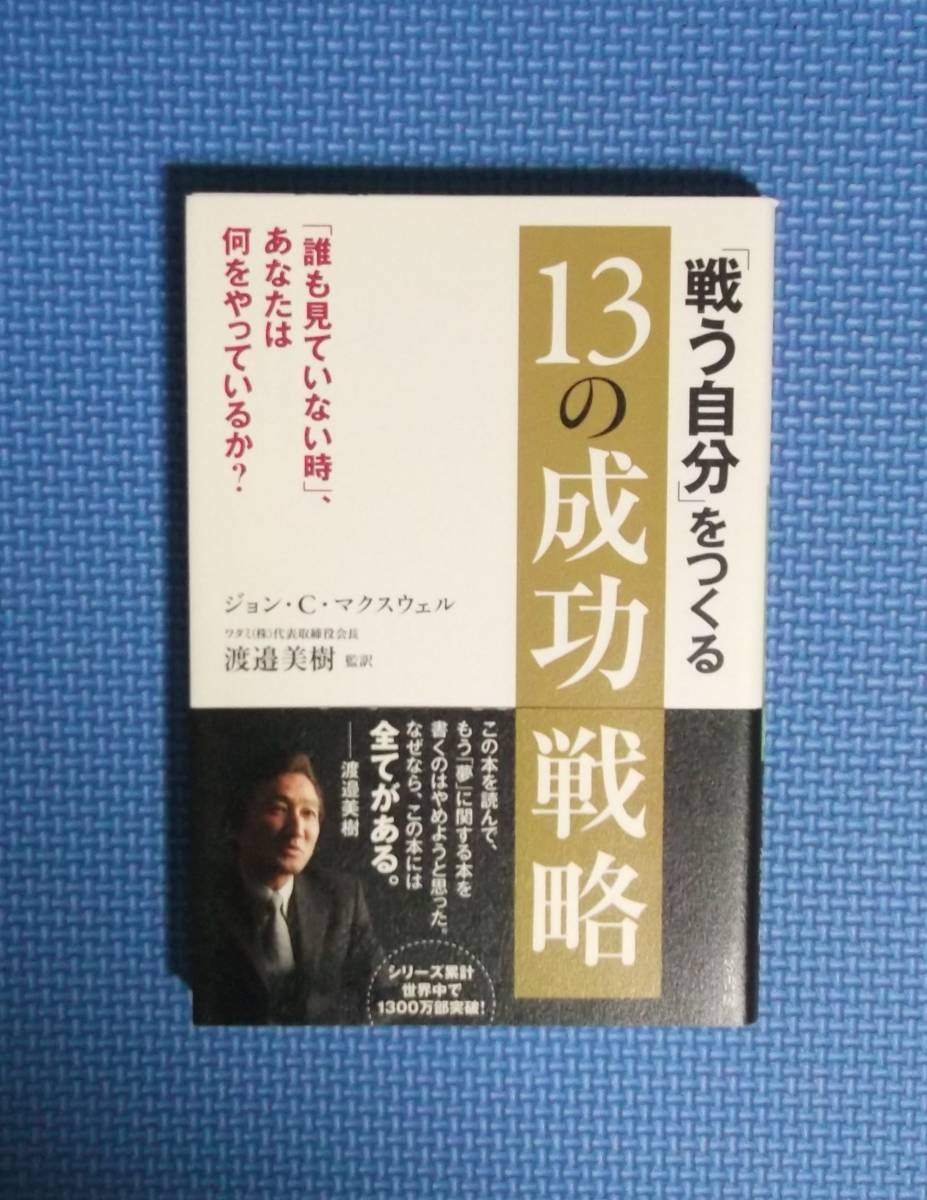 「戦う自分」をつくる
13の成功戦略
「誰も見ていない時」、
あなたは
何をやっているか?
ジョン・C・マクスウェル
ワタミ(株)代表取締役会長
渡邉美樹 監訳
この本を読んで、
もう「夢」に関する本を
書くのはやめようと思った。
なぜなら、この本には
全てがある。
──渡邉美樹
シリーズ累計
世界中で
1300万部突破!